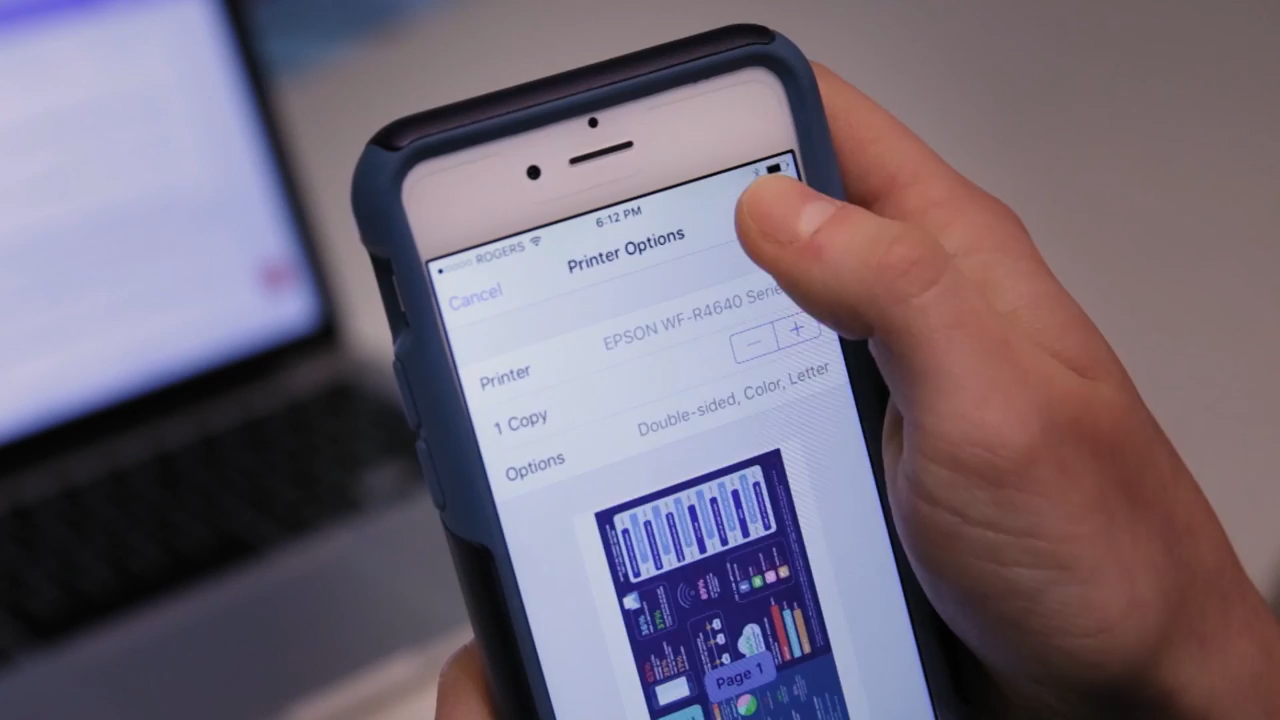 ROGERS 6:12 PM
Cancel Printer Options
Printer EPSON WF-R4640 Serie
1 Copy − +
Options Double-sided, Color, Letter
Page 1